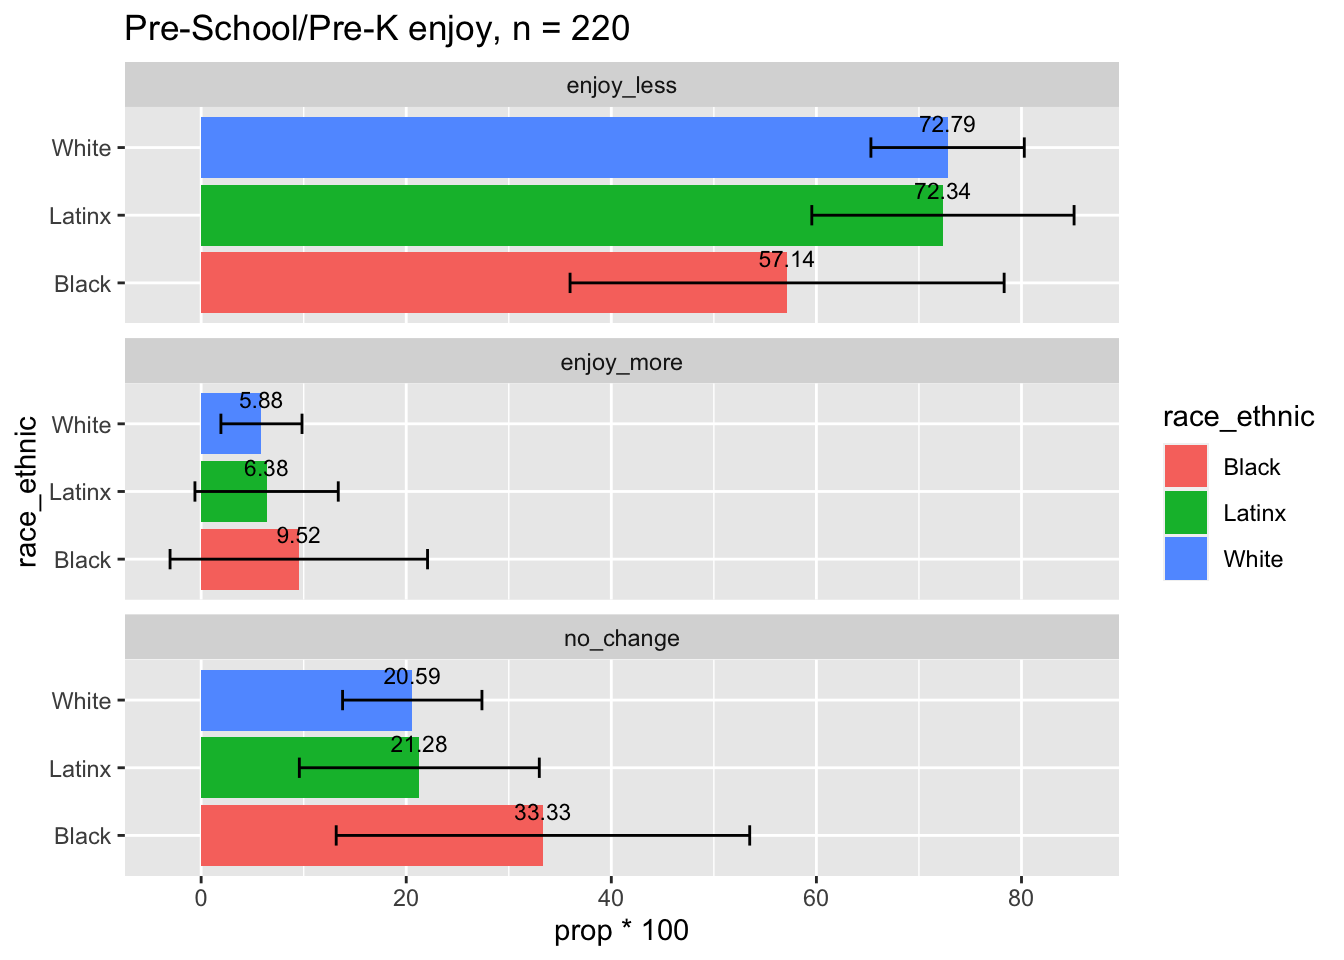 Pre-School/Pre-K enjoy, n = 220
enjoy_less
White
72.79
Latinx
72.34
Black
57.14
enjoy_more
White
5.88
Latinx
6.38
Black
9.52
no_change
White
20.59
Latinx
21.28
Black
33.33
0 20 40 60 80
prop * 100
race_ethnic
race_ethnic
Black
Latinx
White